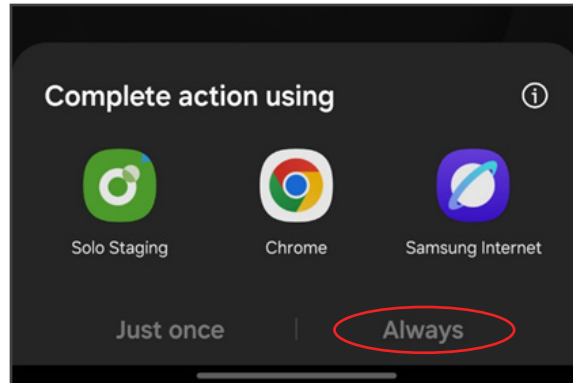 Complete action using
Solo Staging
Chrome
Samsung Internet
Just once
Always